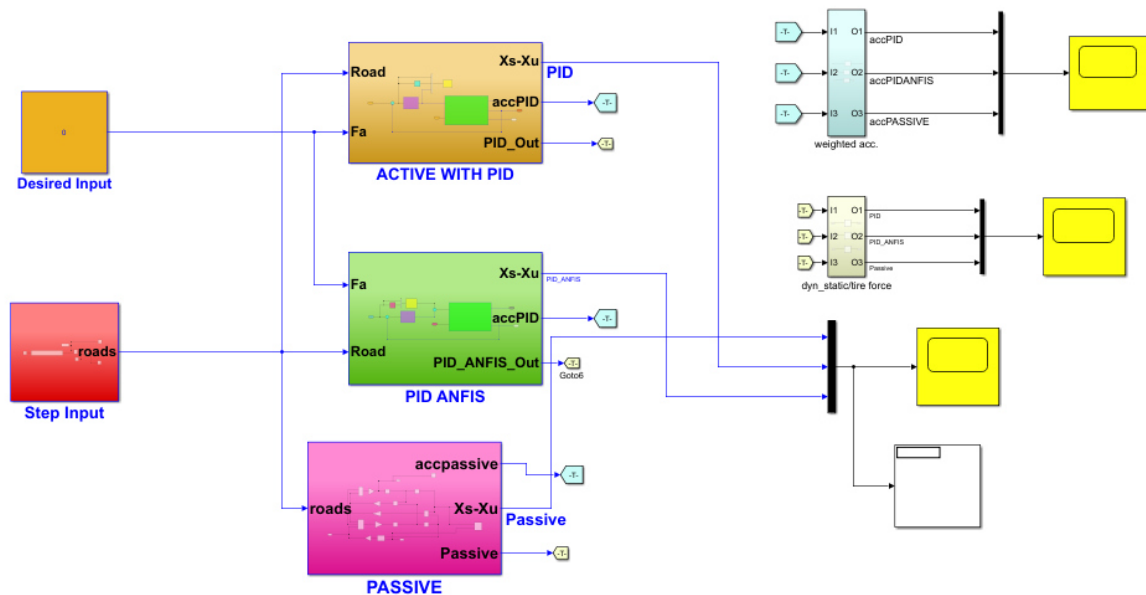 Desired Input
roads
Step Input
Road
Fa
Xs-Xu
accPID
PID_Out
PID
ACTIVE WITH PID
-T-
-T-
Fa
Road
Xs-Xu
accPID
PID_ANFIS_Out
PID_ANFIS
PID ANFIS
-T-
-T-
Goto6
roads
accpassive
Xs-Xu
Passive
Passive
PASSIVE
-T-
-T-
-T-
-T-
-T-
I1
I2
I3
O1
O2
O3
accPID
accPIDANFIS
accPASSIVE
weighted acc.
-T-
-T-
-T-
I1
I2
I3
O1
O2
O3
PID
PID_ANFIS
Passive
dyn_static/tire force